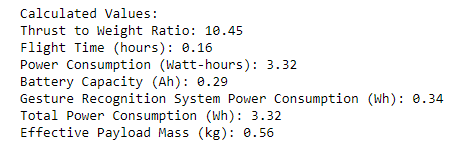 Calculated Values:
Thrust to Weight Ratio: 10.45
Flight Time (hours): 0.16
Power Consumption (Watt-hours): 3.32
Battery Capacity (Ah): 0.29
Gesture Recognition System Power Consumption (Wh): 0.34
Total Power Consumption (Wh): 3.32
Effective Payload Mass (kg): 0.56